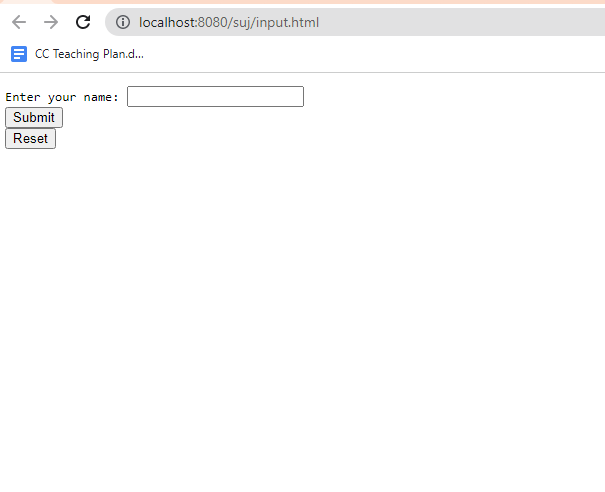 localhost:8080/suj/input.html
CC Teaching Plan.d...
Enter your name:
Submit
Reset